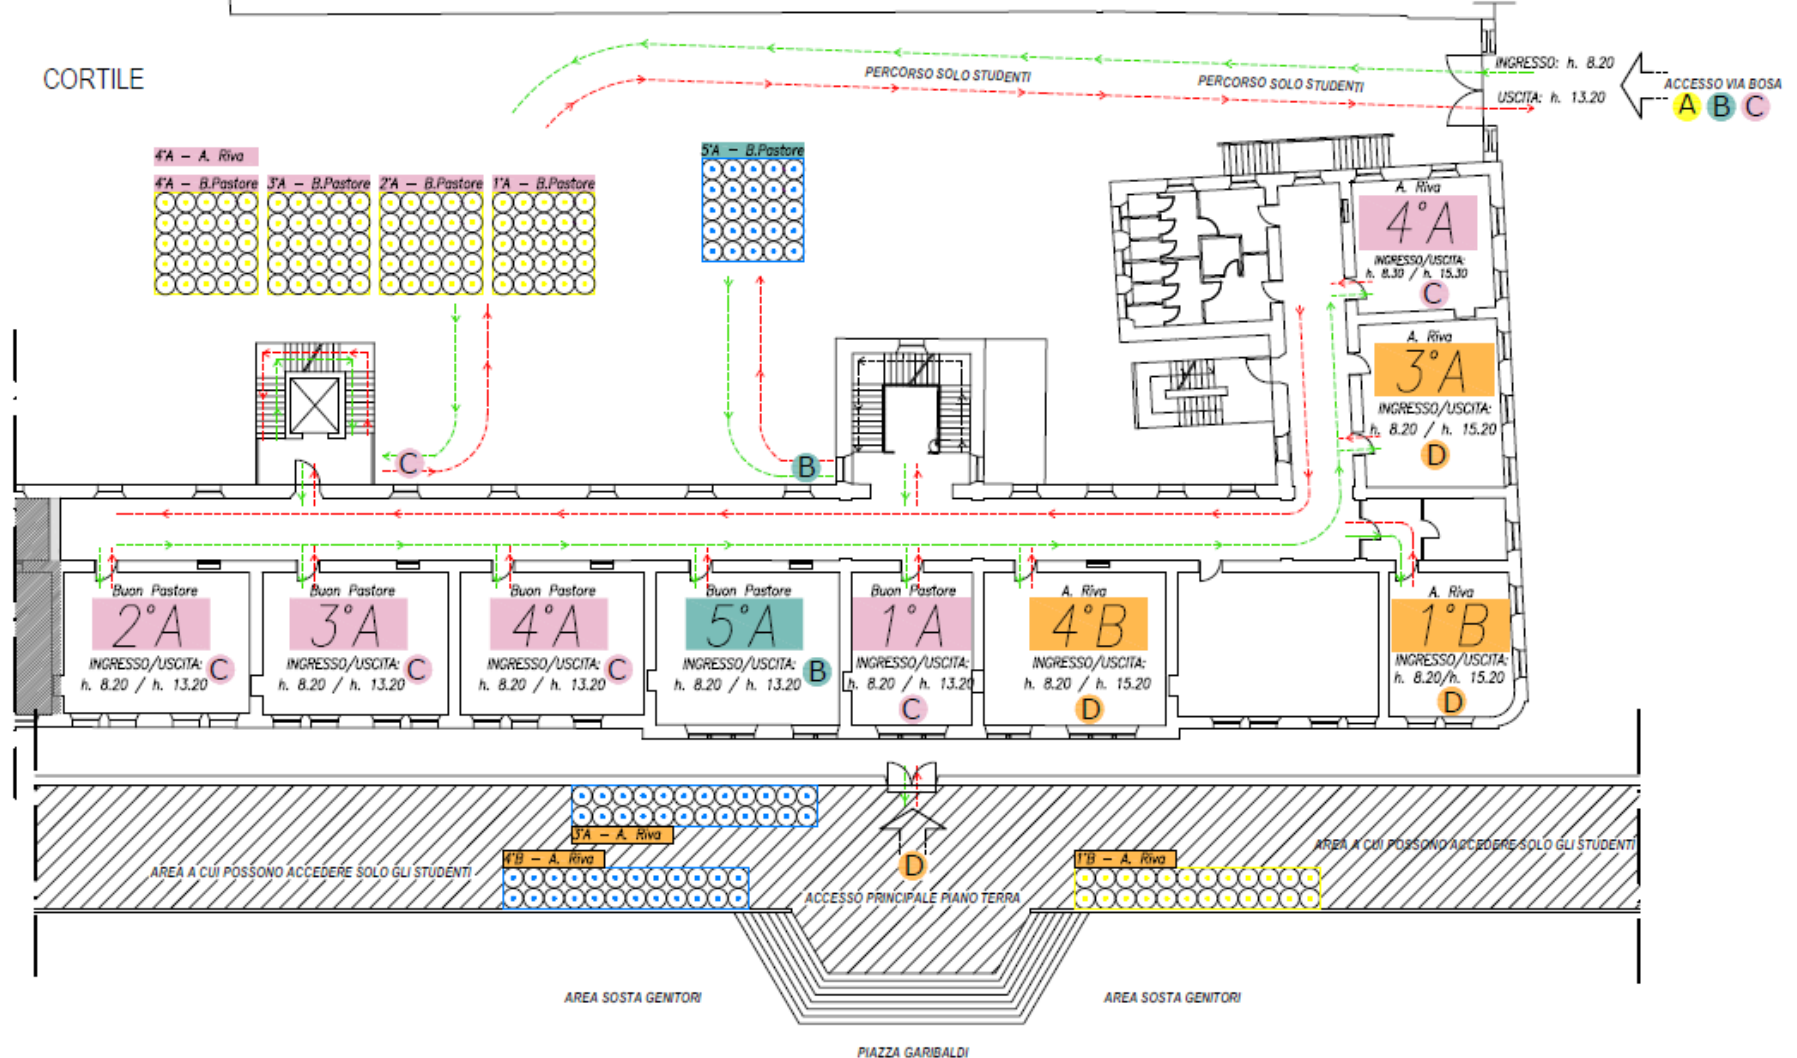 INGRESSO: h. 8.20
PERCORSO SOLO STUDENTI
PERCORSO SOLO STUDENTI
CORTILE
ACCESSO VIA BOSA
USCITA: h. 13.20
A B C
4°A – A. Riva
5°A – B.Pastore
4°A – B.Pastore
3°A – B.Pastore
2°A – B.Pastore
1°A – B.Pastore
A. Riva
4°A
INGRESSO/USCITA:
h. 8.30 / h. 15.30
C
A. Riva
3°A
INGRESSO/USCITA:
h. 8.20 / h. 15.20
D
C
B
Buon Pastore
2°A
INGRESSO/USCITA:
h. 8.20 / h. 13.20
C
Buon Pastore
3°A
INGRESSO/USCITA:
h. 8.20 / h. 13.20
C
Buon Pastore
4°A
INGRESSO/USCITA:
h. 8.20 / h. 13.20
C
Buon Pastore
5°A
INGRESSO/USCITA:
h. 8.20 / h. 13.20
B
Buon Pastore
1°A
INGRESSO/USCITA:
h. 8.20 / h. 13.20
C
A. Riva
4°B
INGRESSO/USCITA:
h. 8.20 / h. 15.20
D
A. Riva
1°B
INGRESSO/USCITA:
h. 8.20/h. 15.20
D
3°A – A. Riva
4°B – A. Riva
1°B – A. Riva
AREA A CUI POSSONO ACCEDERE SOLO GLI STUDENTI
AREA A CUI POSSONO ACCEDERE SOLO GLI STUDENTI
D
ACCESSO PRINCIPALE PIANO TERRA
AREA SOSTA GENITORI
AREA SOSTA GENITORI
PIAZZA GARIBALDI